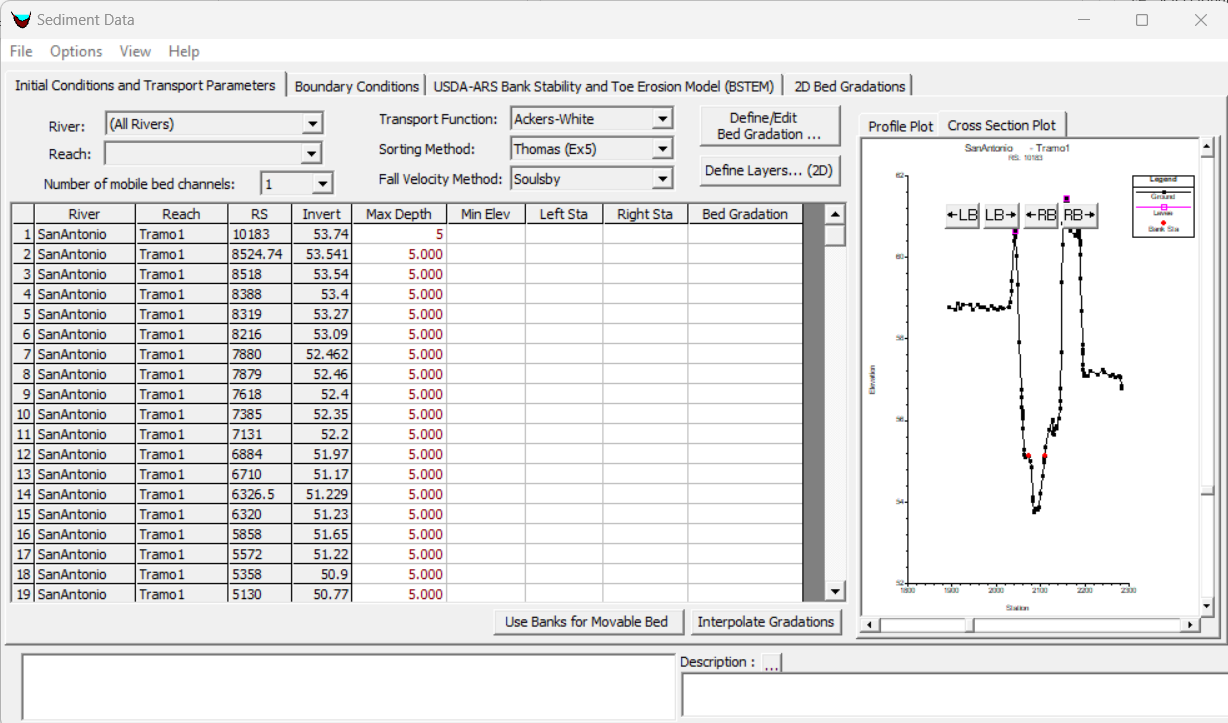 Sediment Data
File Options View Help
Initial Conditions and Transport Parameters Boundary Conditions USDA-ARS Bank Stability and Toe Erosion Model (BSTEM) 2D Bed Gradations
River: (All Rivers)
Reach:
Number of mobile bed channels: 1
Transport Function: Ackers-White
Sorting Method: Thomas (Ex5)
Fall Velocity Method: Soulsby
Define/Edit
Bed Gradation ...
Define Layers... (2D)
River Reach RS Invert Max Depth Min Elev Left Sta Right Sta Bed Gradation
1 SanAntonio Tramo1 10183 53.74 5
2 SanAntonio Tramo1 8524.74 53.541 5.000
3 SanAntonio Tramo1 8518 53.54 5.000
4 SanAntonio Tramo1 8388 53.4 5.000
5 SanAntonio Tramo1 8319 53.27 5.000
6 SanAntonio Tramo1 8216 53.09 5.000
7 SanAntonio Tramo1 7880 52.462 5.000
8 SanAntonio Tramo1 7879 52.46 5.000
9 SanAntonio Tramo1 7618 52.4 5.000
10 SanAntonio Tramo1 7385 52.35 5.000
11 SanAntonio Tramo1 7131 52.2 5.000
12 SanAntonio Tramo1 6884 51.97 5.000
13 SanAntonio Tramo1 6710 51.17 5.000
14 SanAntonio Tramo1 6326.5 51.229 5.000
15 SanAntonio Tramo1 6320 51.23 5.000
16 SanAntonio Tramo1 5858 51.65 5.000
17 SanAntonio Tramo1 5572 51.22 5.000
18 SanAntonio Tramo1 5358 50.9 5.000
19 SanAntonio Tramo1 5130 50.77 5.000
Use Banks for Movable Bed Interpolate Gradations
Profile Plot Cross Section Plot
SanAntonio - Tramo1
RS. 10183
Legend
Ground
Levee
Bank Sta
←LB LB→ ←RB RB→
62
60
58
56
54
52
Elevation
1800 1900 2000 2100 2200 2300
Station
Description : ...